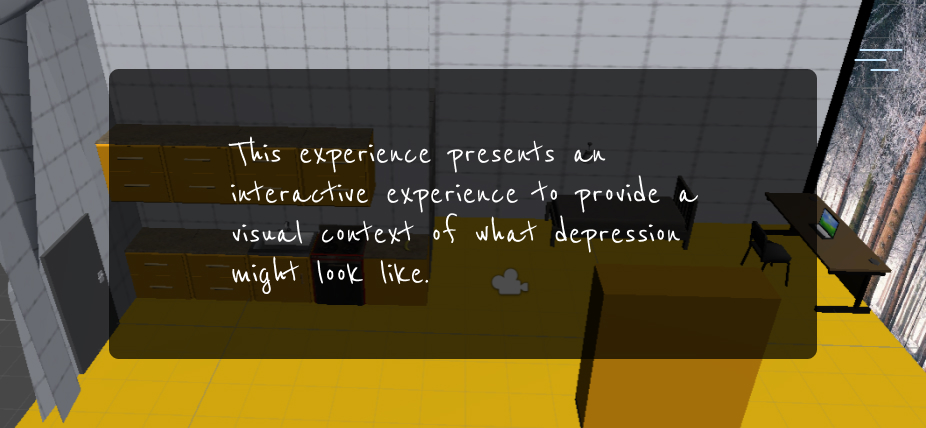 This experience presents an
interactive experience to provide a
visual context of what depression
might look like.